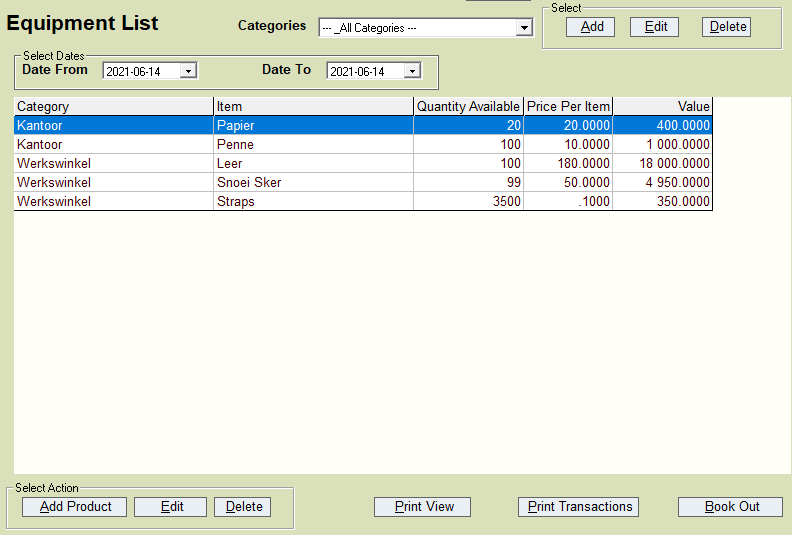 Equipment List
Categories --- _All Categories ---
Select
Add Edit Delete
Select Dates
Date From 2021-06-14 Date To 2021-06-14
Category Item Quantity Available Price Per Item Value
Kantoor Papier 20 20.0000 400.0000
Kantoor Penne 100 10.0000 1 000.0000
Werkswinkel Leer 100 180.0000 18 000.0000
Werkswinkel Snoei Sker 99 50.0000 4 950.0000
Werkswinkel Straps 3500 .1000 350.0000
Select Action
Add Product Edit Delete Print View Print Transactions Book Out